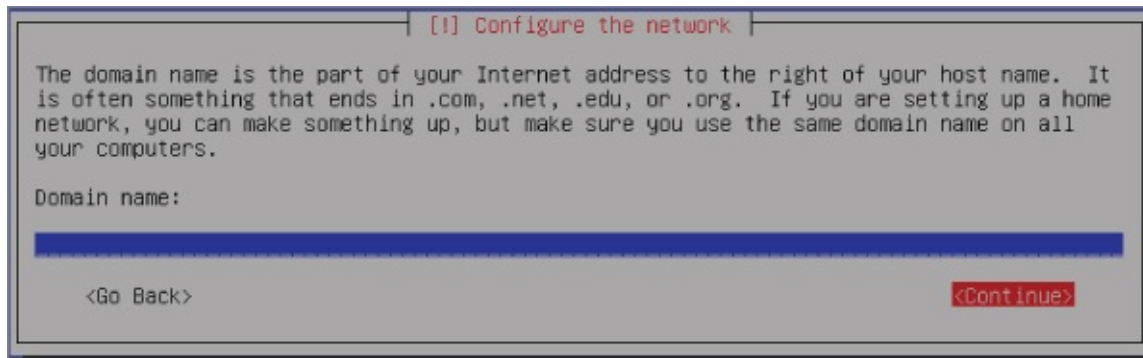 [!] Configure the network
The domain name is the part of your Internet address to the right of your host name.  It
is often something that ends in .com, .net, .edu, or .org.  If you are setting up a home
network, you can make something up, but make sure you use the same domain name on all
your computers.
Domain name:
<Go Back> <Continue>